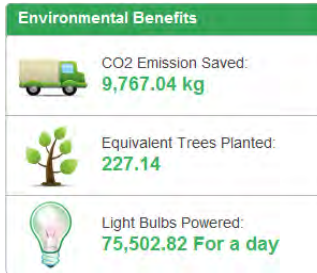 Environmental Benefits
CO2 Emission Saved:
9,767.04 kg
Equivalent Trees Planted:
227.14
Light Bulbs Powered:
75,502.82 For a day